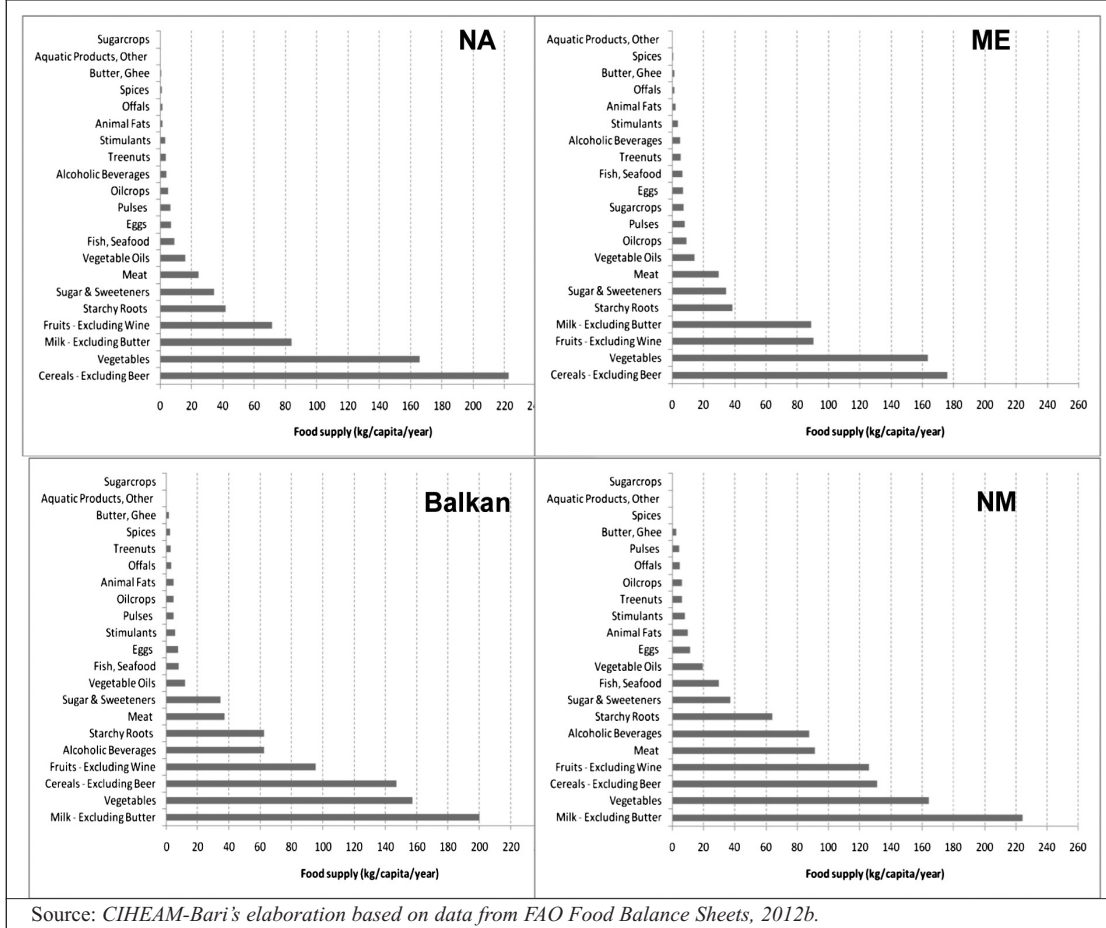 NA
Sugarcrops
Aquatic Products, Other
Butter, Ghee
Spices
Offals
Animal Fats
Stimulants
Treenuts
Alcoholic Beverages
Oilcrops
Pulses
Eggs
Fish, Seafood
Vegetable Oils
Meat
Sugar & Sweeteners
Starchy Roots
Fruits - Excluding Wine
Milk - Excluding Butter
Vegetables
Cereals - Excluding Beer
0 20 40 60 80 100 120 140 160 180 200 220
Food supply (kg/capita/year)
ME
Aquatic Products, Other
Spices
Butter, Ghee
Offals
Animal Fats
Stimulants
Alcoholic Beverages
Treenuts
Fish, Seafood
Eggs
Sugarcrops
Pulses
Oilcrops
Vegetable Oils
Meat
Sugar & Sweeteners
Starchy Roots
Milk - Excluding Butter
Fruits - Excluding Wine
Vegetables
Cereals - Excluding Beer
0 20 40 60 80 100 120 140 160 180 200 220 240 260
Food supply (kg/capita/year)
Balkan
Sugarcrops
Aquatic Products, Other
Butter, Ghee
Spices
Treenuts
Offals
Animal Fats
Oilcrops
Pulses
Stimulants
Eggs
Fish, Seafood
Vegetable Oils
Sugar & Sweeteners
Meat
Starchy Roots
Alcoholic Beverages
Fruits - Excluding Wine
Cereals - Excluding Beer
Vegetables
Milk - Excluding Butter
0 20 40 60 80 100 120 140 160 180 200 220
Food supply (kg/capita/year)
NM
Sugarcrops
Aquatic Products, Other
Spices
Butter, Ghee
Pulses
Offals
Oilcrops
Treenuts
Stimulants
Animal Fats
Eggs
Vegetable Oils
Fish, Seafood
Sugar & Sweeteners
Starchy Roots
Alcoholic Beverages
Meat
Fruits - Excluding Wine
Cereals - Excluding Beer
Vegetables
Milk - Excluding Butter
0 20 40 60 80 100 120 140 160 180 200 220 240 260
Food supply (kg/capita/year)
Source: CIHEAM-Bari's elaboration based on data from FAO Food Balance Sheets, 2012b.